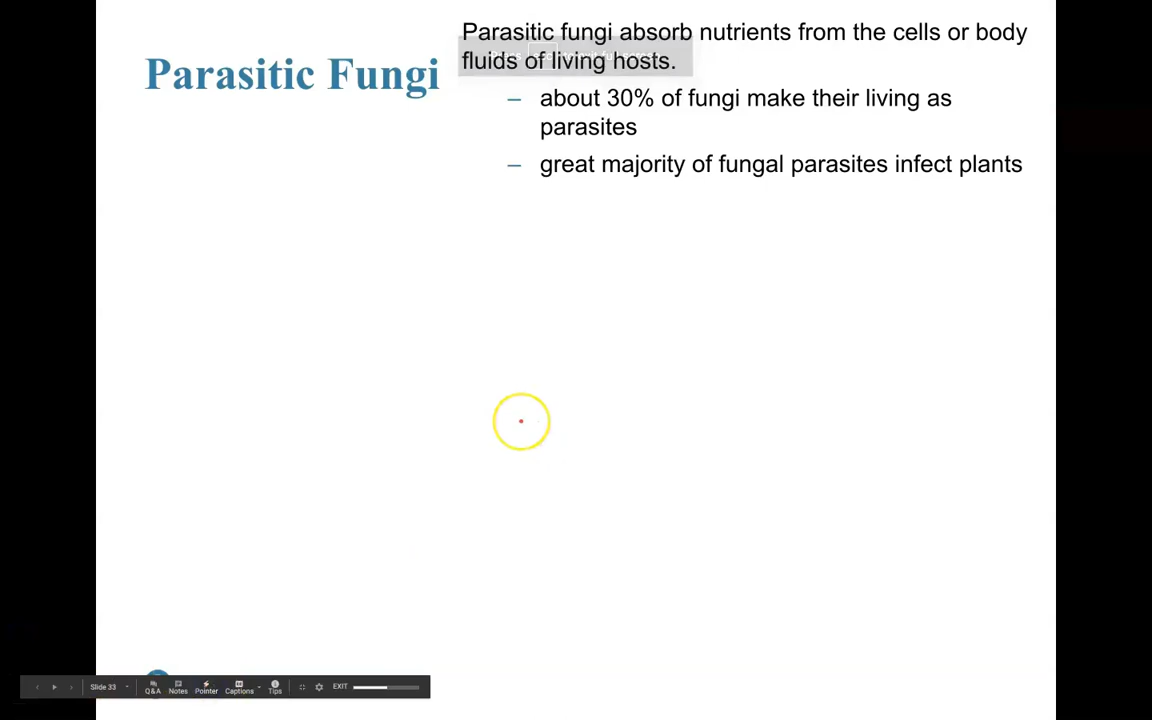 Parasitic Fungi
Parasitic fungi absorb nutrients from the cells or body
fluids of living hosts.
– about 30% of fungi make their living as
parasites
– great majority of fungal parasites infect plants
Slide 33
Q&A
Notes
Pointer
Captions
Tips
EXIT